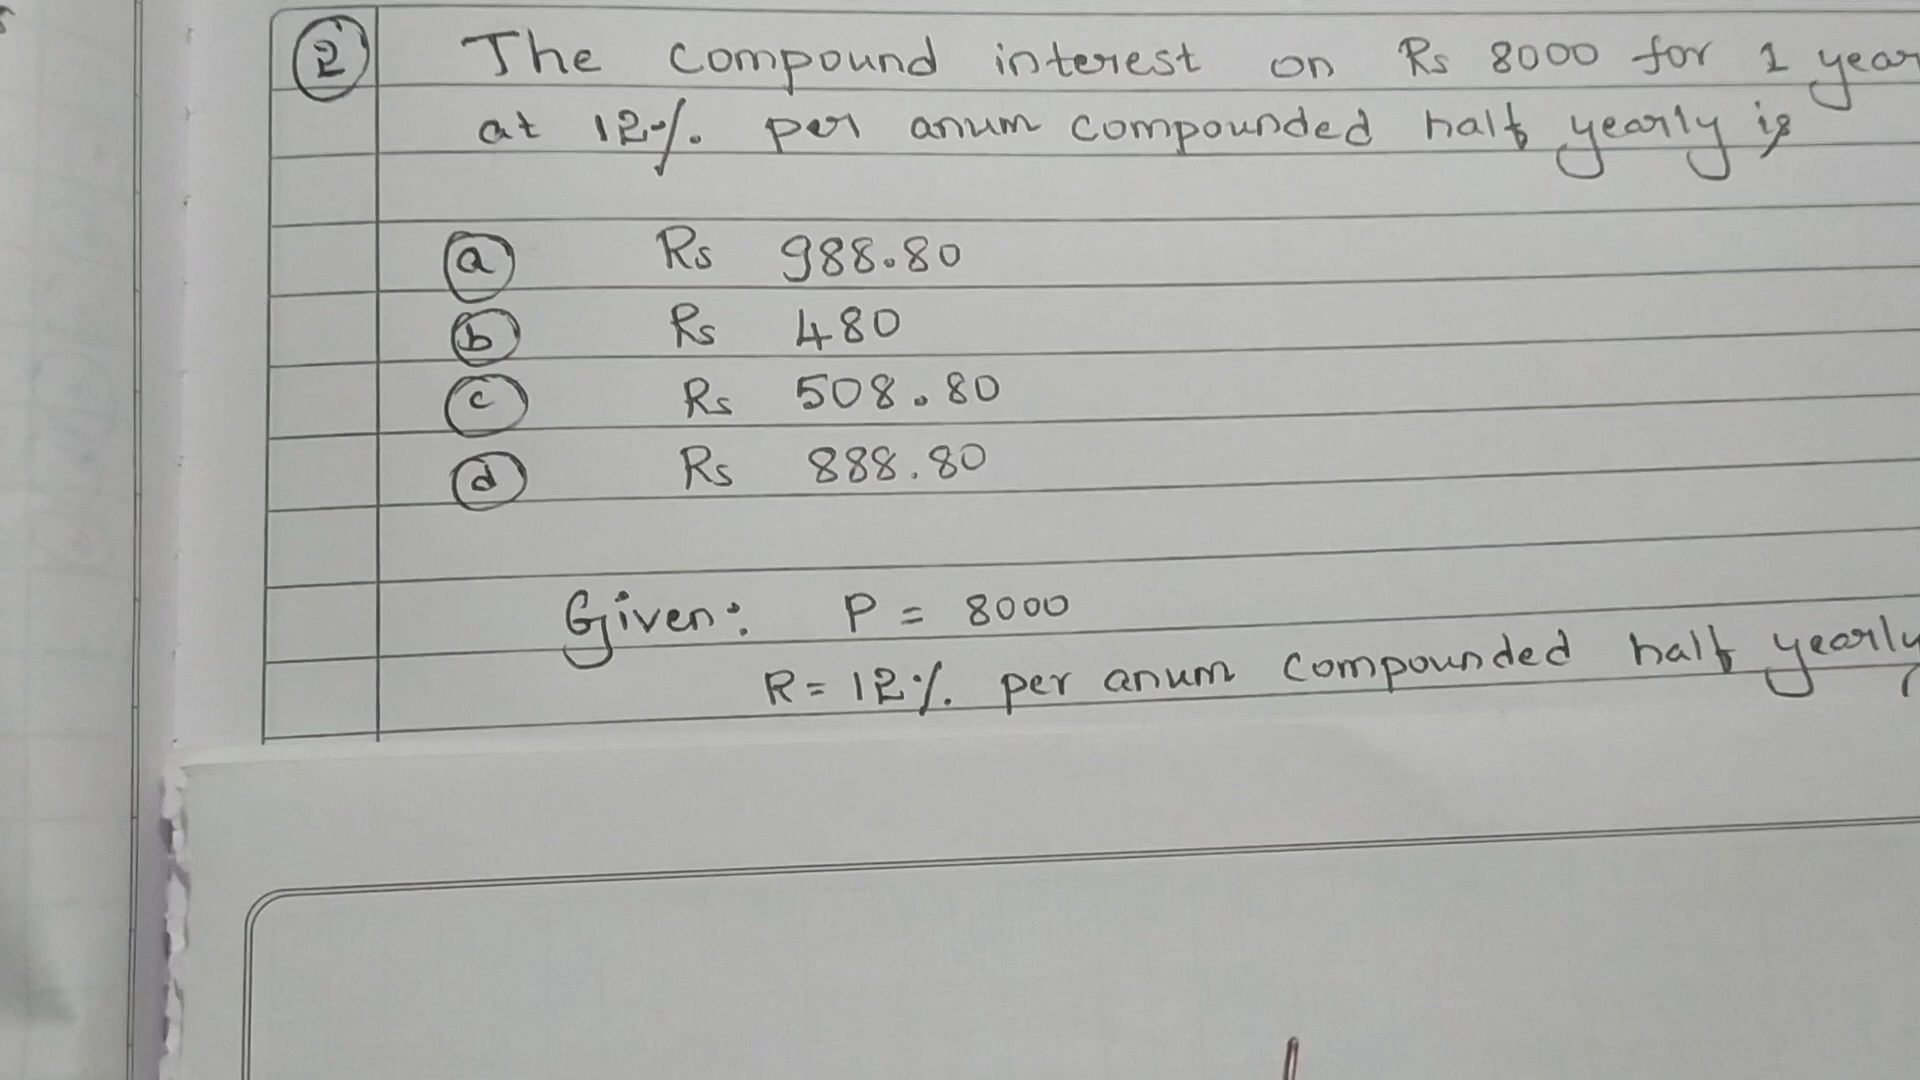 2 The compound interest on Rs 8000 for 1 year
at 12% per anum compounded half yearly is
a Rs 988.80
b Rs 480
c Rs 508.80
d Rs 888.80
Given: P = 8000
R = 12% per anum compounded half yearly